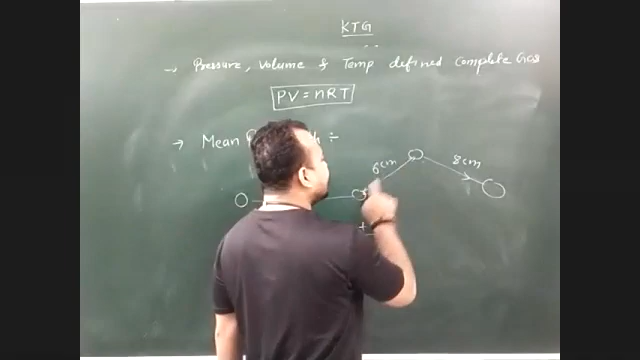 KTG
→ Pressure, Volume & Temp defined complete Gas
PV = nRT
→ Mean
6cm
8cm
+